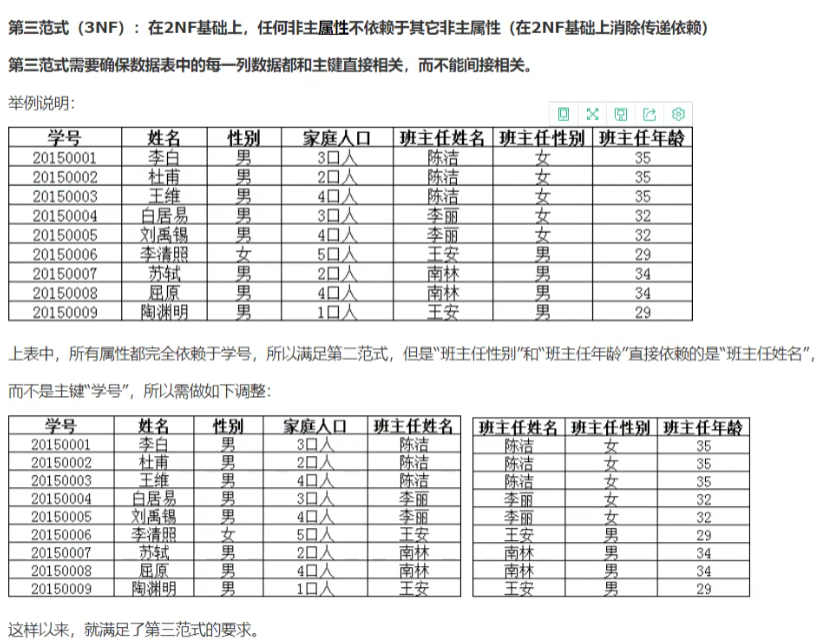 第三范式（3NF）：在2NF基础上，任何非主属性不依赖于其它非主属性（在2NF基础上消除传递依赖）
第三范式需要确保数据表中的每一列数据都和主键直接相关，而不能间接相关。
举例说明：
学号 姓名 性别 家庭人口 班主任姓名 班主任性别 班主任年龄
20150001 李白 男 3口人 陈洁 女 35
20150002 杜甫 男 2口人 陈洁 女 35
20150003 王维 男 4口人 陈洁 女 35
20150004 白居易 男 3口人 李丽 女 32
20150005 刘禹锡 男 4口人 李丽 女 32
20150006 李清照 女 5口人 王安 男 29
20150007 苏轼 男 2口人 南林 男 34
20150008 屈原 男 4口人 南林 男 34
20150009 陶渊明 男 1口人 王安 男 29
上表中，所有属性都完全依赖于学号，所以满足第二范式，但是“班主任性别”和“班主任年龄”直接依赖的是“班主任姓名”，
而不是主键“学号”，所以需做如下调整：
学号 姓名 性别 家庭人口 班主任姓名 班主任姓名 班主任性别 班主任年龄
20150001 李白 男 3口人 陈洁 陈洁 女 35
20150002 杜甫 男 2口人 陈洁 陈洁 女 35
20150003 王维 男 4口人 陈洁 陈洁 女 35
20150004 白居易 男 3口人 李丽 李丽 女 32
20150005 刘禹锡 男 4口人 李丽 李丽 女 32
20150006 李清照 女 5口人 王安 王安 男 29
20150007 苏轼 男 2口人 南林 南林 男 34
20150008 屈原 男 4口人 南林 南林 男 34
20150009 陶渊明 男 1口人 王安 王安 男 29
这样以来，就满足了第三范式的要求。